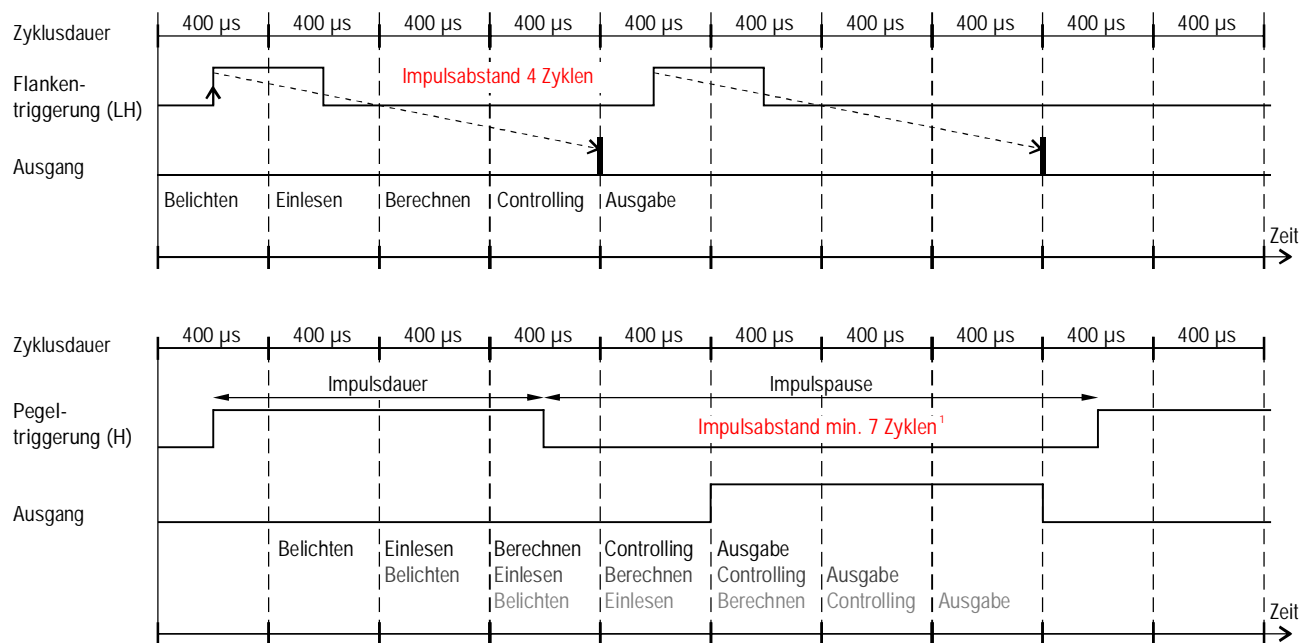 400 µs 400 µs 400 µs 400 µs 400 µs 400 µs 400 µs 400 µs 400 µs 400 µs
Zyklusdauer
Flanken-
triggerung (LH)
Impulsabstand 4 Zyklen
Ausgang
Belichten Einlesen Berechnen Controlling Ausgabe
Zeit
400 µs 400 µs 400 µs 400 µs 400 µs 400 µs 400 µs 400 µs 400 µs 400 µs
Zyklusdauer
Impulsdauer Impulspause
Pegel-
triggerung (H)
Impulsabstand min. 7 Zyklen¹
Ausgang
Belichten Einlesen Berechnen Controlling Ausgabe
Belichten Einlesen Berechnen Controlling Ausgabe
Belichten Einlesen Berechnen Controlling Ausgabe
Zeit